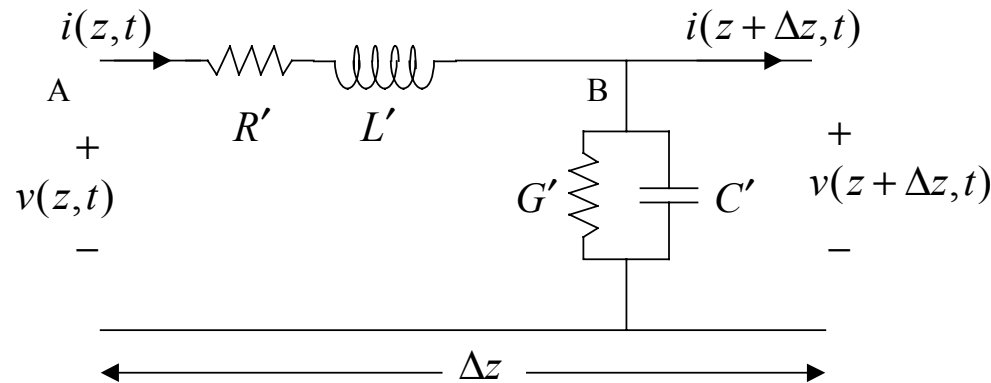 i(z,t)
i(z + Δz,t)
A
B
R′
L′
+
v(z,t)
−
G′
C′
+
v(z + Δz,t)
−
Δz